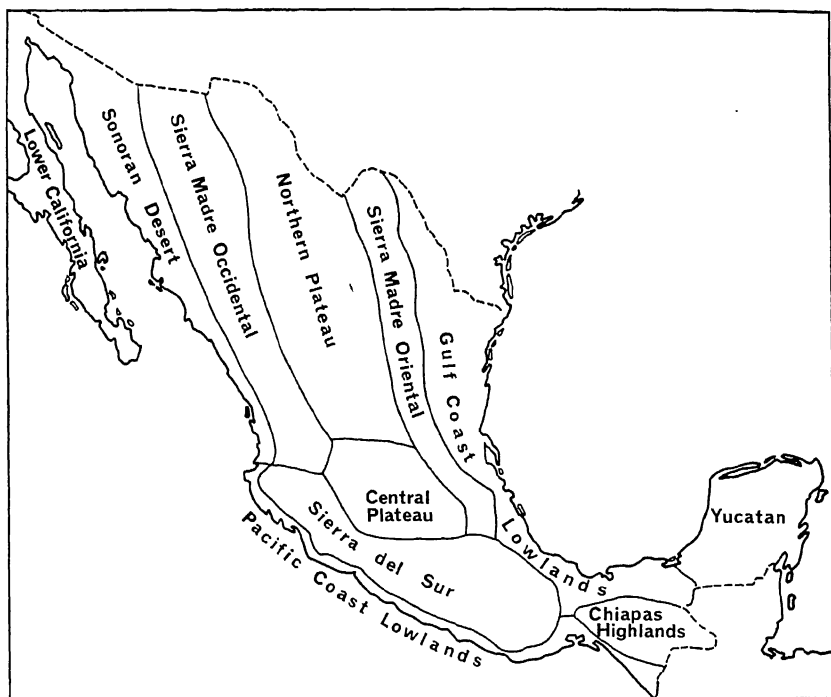 Lower California
Sonoran Desert
Sierra Madre Occidental
Northern Plateau
Sierra Madre Oriental
Gulf Coast
Lowlands
Central
Plateau
Sierra del Sur
Pacific Coast Lowlands
Yucatan
Chiapas
Highlands